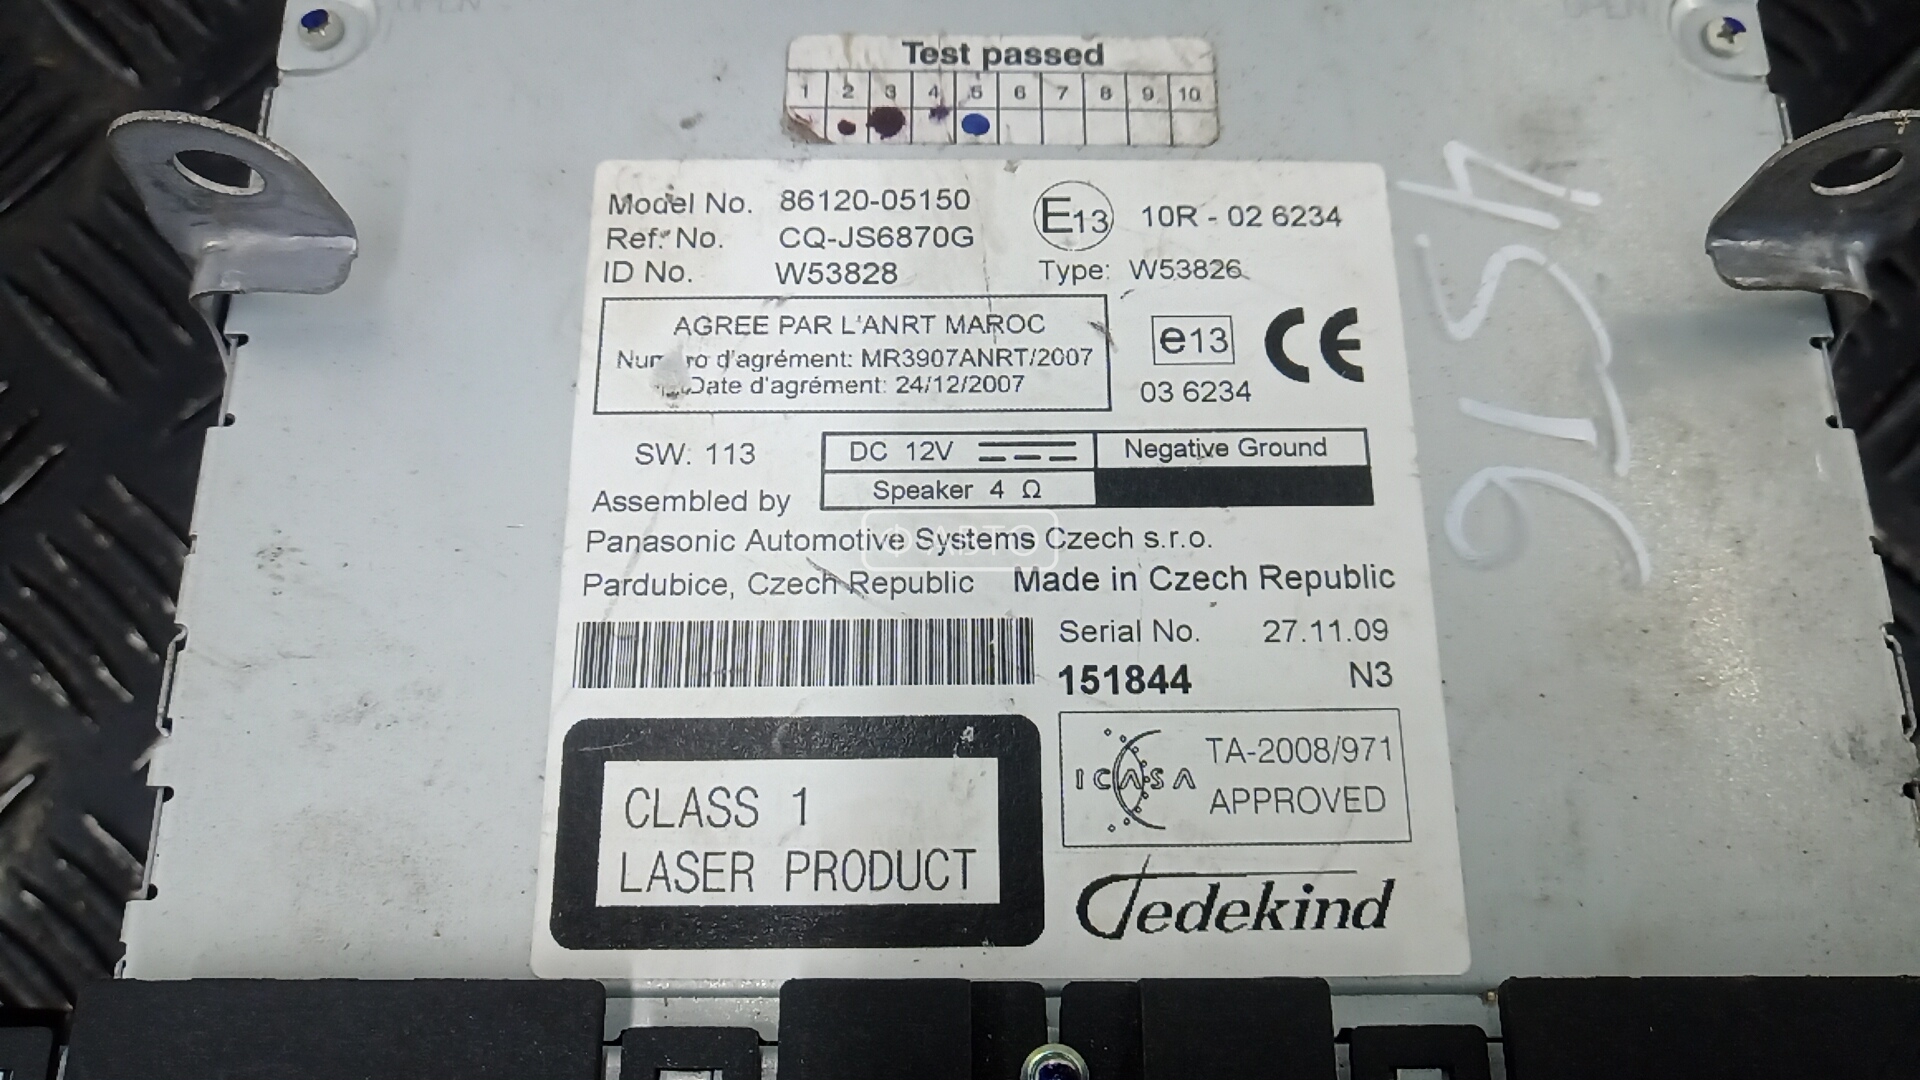 OPEN
OPEN
Test passed
1 2 3 4 5 6 7 8 9 10
Model No. 86120-05150
Ref. No. CQ-JS6870G
ID No. W53828
E13 10R - 02 6234
Type: W53826
AGREE PAR L'ANRT MAROC
d'agrément: MR3907ANRT/2007
Date d'agrément: 24/12/2007
e13 CE
03 6234
SW: 113
DC 12V Negative Ground
Speaker 4 Ω
Assembled by
Panasonic Automotive Systems Czech s.r.o.
Pardubice, Czech Republic Made in Czech Republic
Serial No. 27.11.09
151844 N3
CLASS 1
LASER PRODUCT
ICASA
TA-2008/971
APPROVED
Tedekind
АВТО